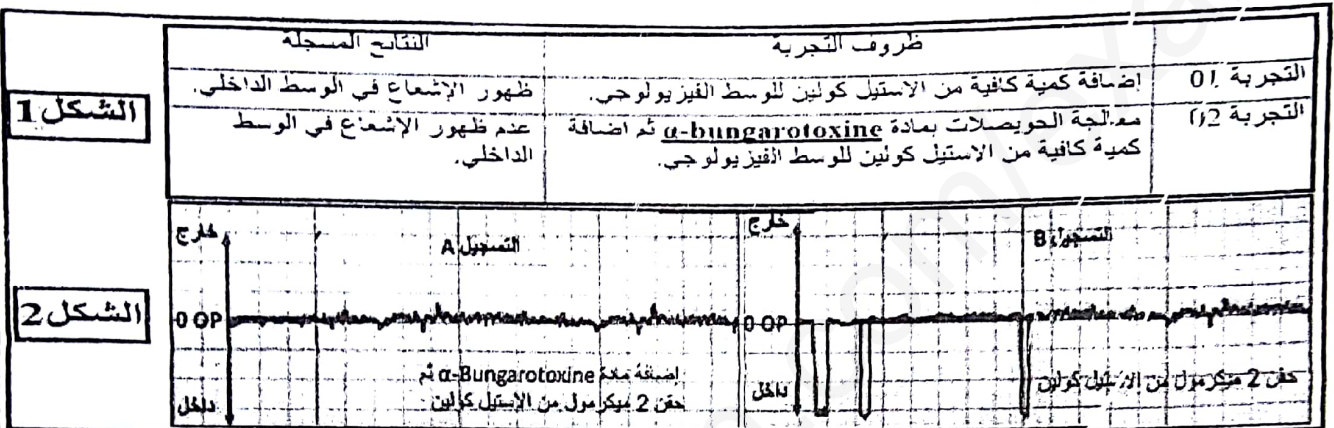 ظروف التجربة
النتائج المسجلة
الشكل 1
التجربة 01
إضافة كمية كافية من الاستيل كولين للوسط الفيزيولوجي.
ظهور الإشعاع في الوسط الداخلي.
التجربة 02
معالجة الحويصلات بمادة α-bungarotoxine ثم اضافة
كمية كافية من الاستيل كولين للوسط الفيزيولوجي.
عدم ظهور الإشعاع في الوسط
الداخلي.
الشكل 2
خارج
التسجيل B
0 OP
داخل
حقن 2 ميكرمول من الاستيل كولين
خارج
التسجيل A
0 OP
داخل
إضافة مادة α-Bungarotoxine ثم
حقن 2 ميكرمول من الإستيل كولين